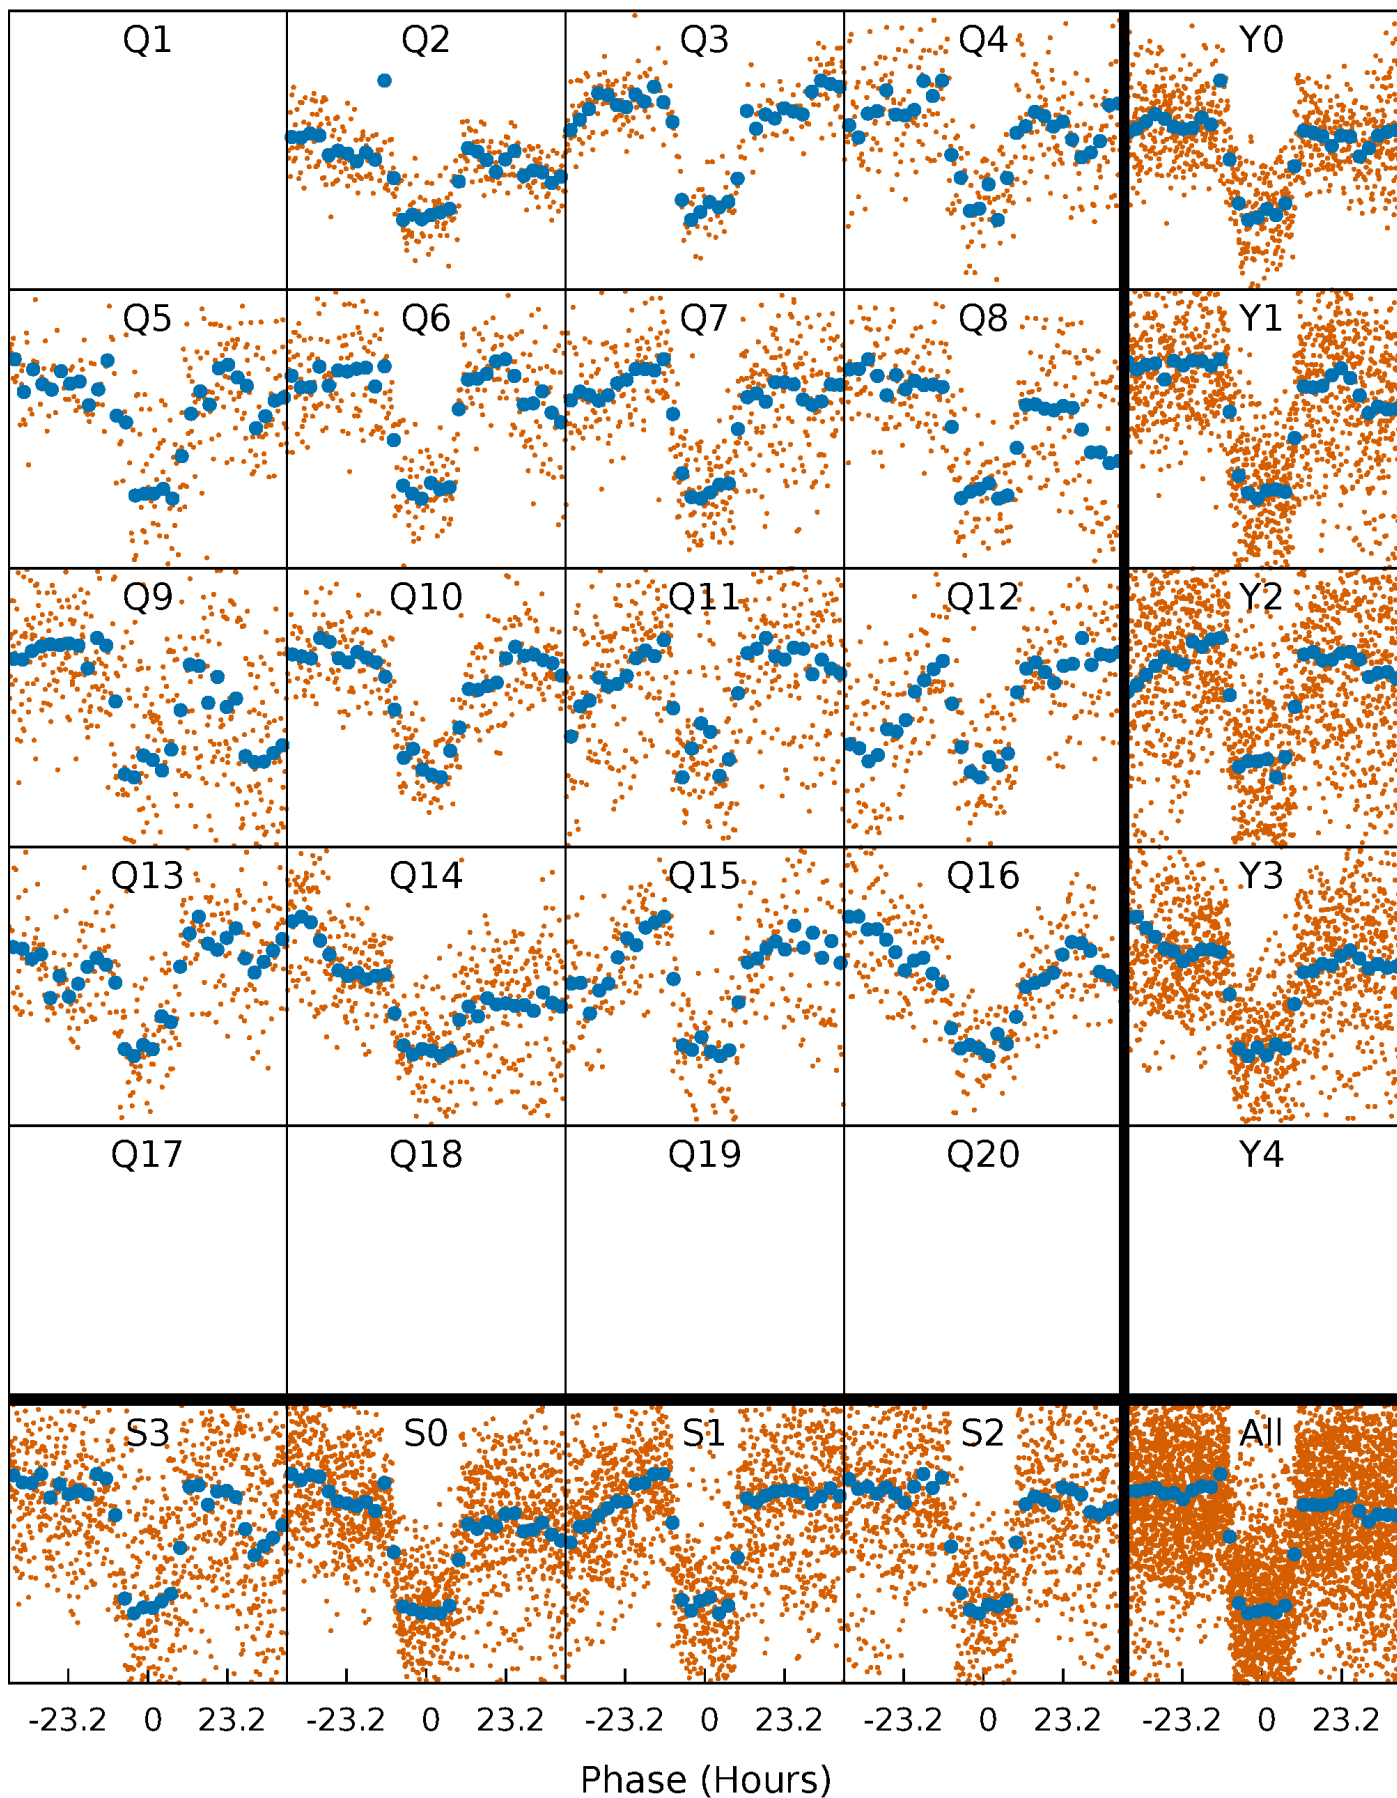 Q1 Q2 Q3 Q4 Y0
Q5 Q6 Q7 Q8 Y1
Q9 Q10 Q11 Q12 Y2
Q13 Q14 Q15 Q16 Y3
Q17 Q18 Q19 Q20 Y4
S3 S0 S1 S2 All
-23.2 0 23.2 -23.2 0 23.2 -23.2 0 23.2 -23.2 0 23.2 -23.2 0 23.2
Phase (Hours)